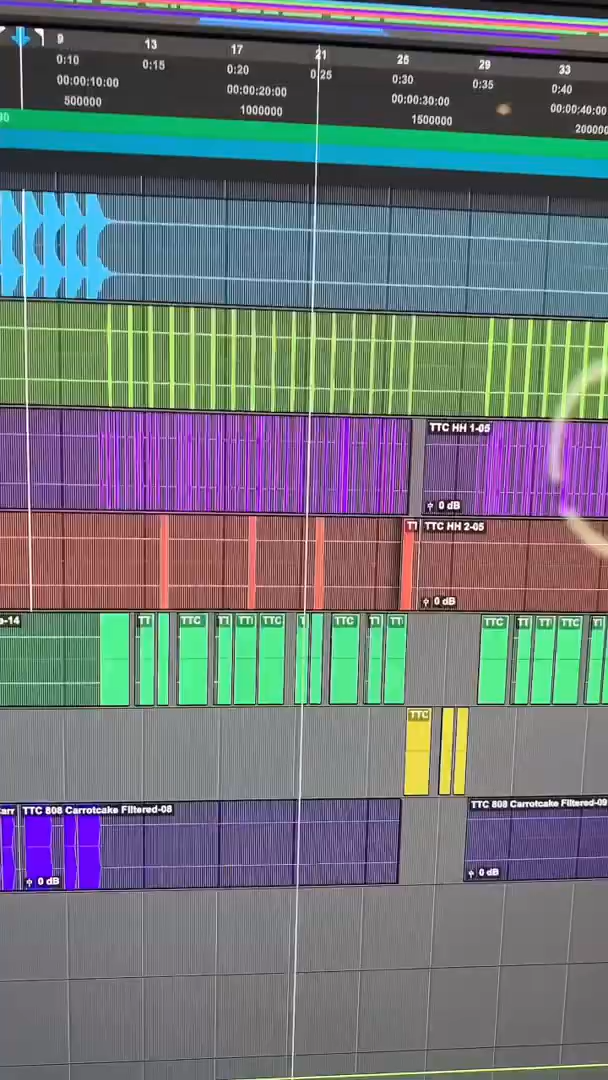 9 13 17 21 25 29 33
0:10 0:15 0:20 0:25 0:30 0:35 0:40
00:00:10:00 00:00:20:00 00:00:30:00 00:00:40:00
500000 1000000 1500000
TTC HH 1-05
0 dB
TTC HH 2-05
0 dB
-14 TTC TTC TTC TTC TTC
TTC
TTC 808 Carrotcake Filtered-08 TTC 808 Carrotcake Filtered-09
0 dB 0 dB